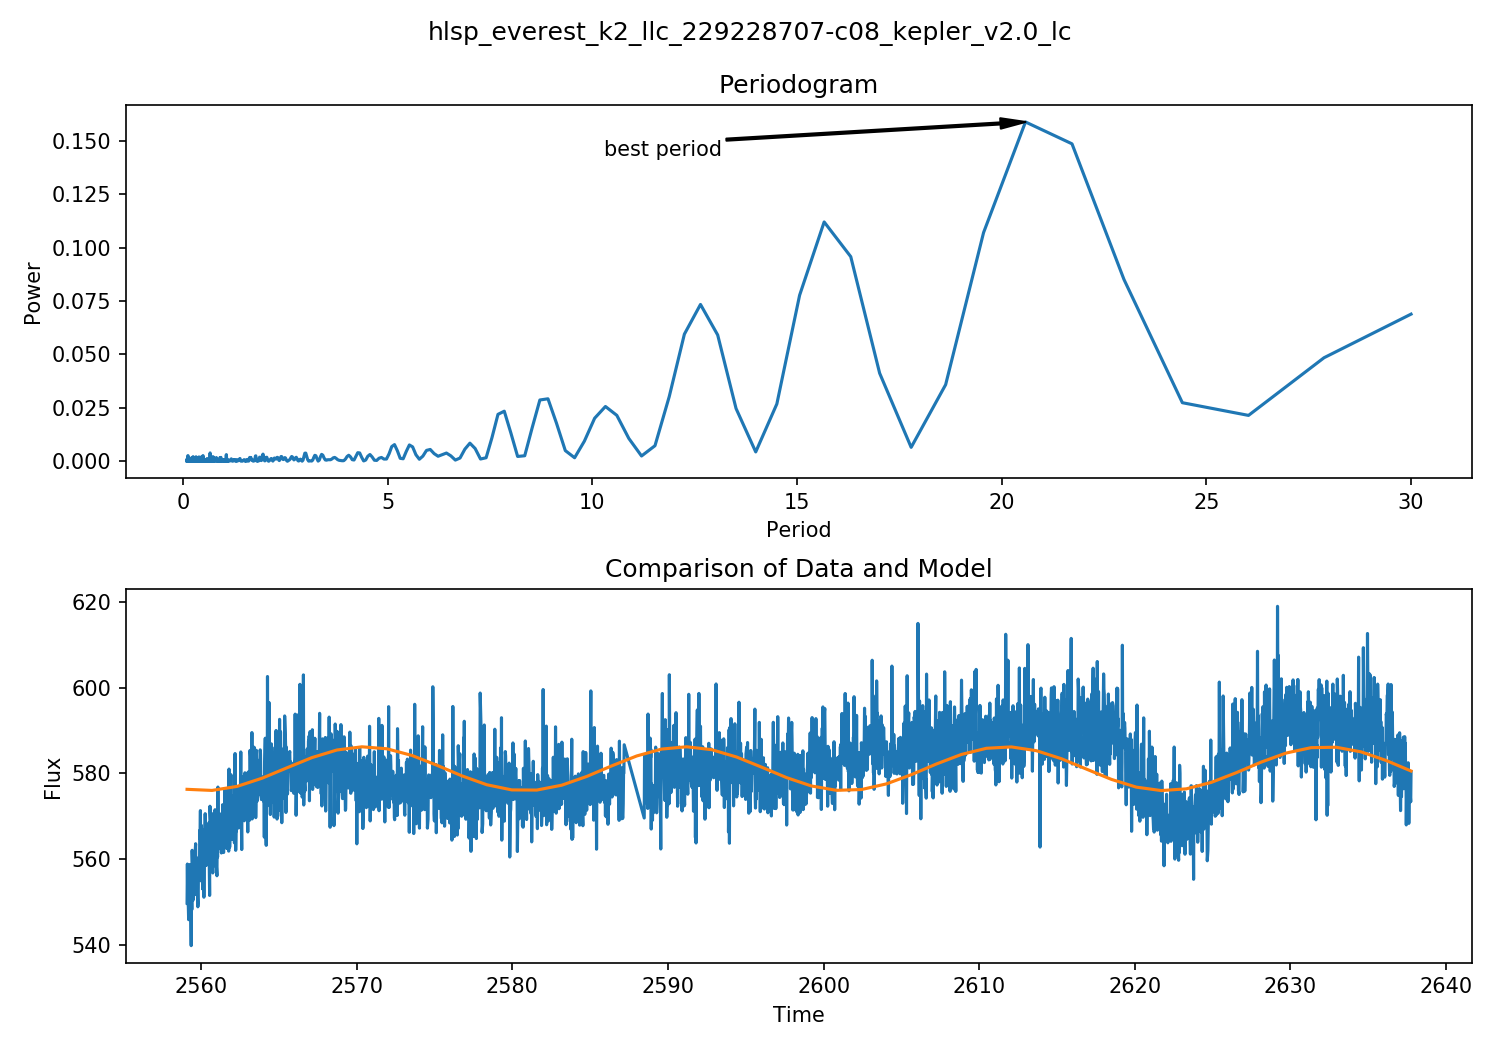 hlsp_everest_k2_llc_229228707-c08_kepler_v2.0_lc
Periodogram
best period
Power
0.150
0.125
0.100
0.075
0.050
0.025
0.000
0 5 10 15 20 25 30
Period
Comparison of Data and Model
Flux
620
600
580
560
540
2560 2570 2580 2590 2600 2610 2620 2630 2640
Time